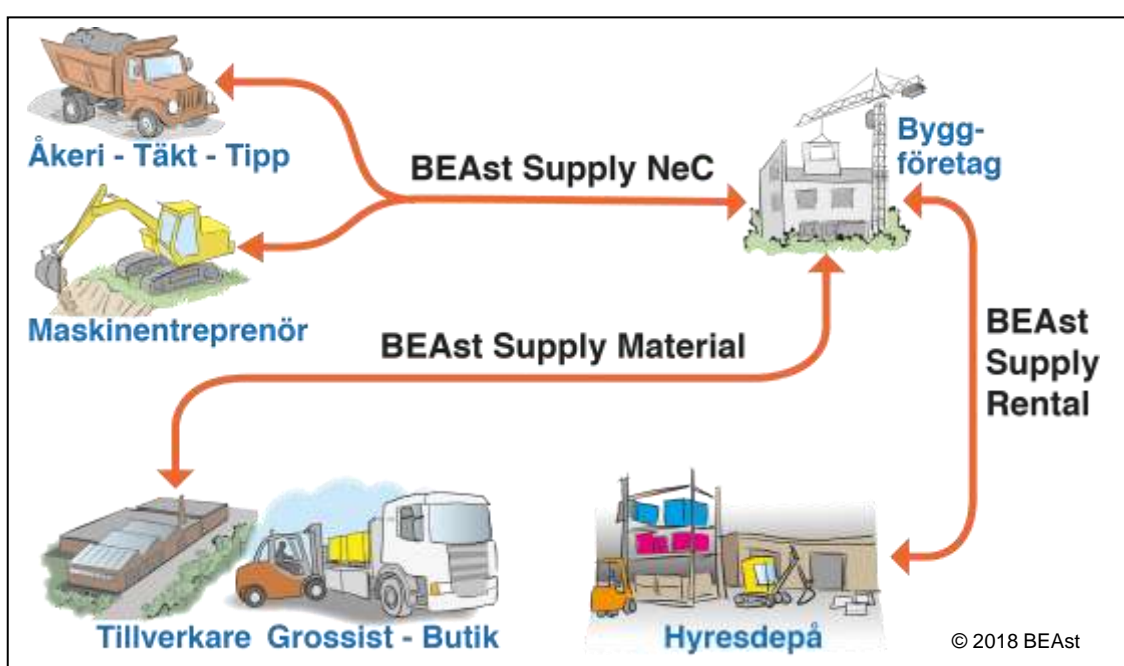 Åkeri - Täkt - Tipp
BEAst Supply NeC
Bygg-
företag
Maskinentreprenör
BEAst Supply Material
BEAst
Supply
Rental
Tillverkare Grossist - Butik
Hyresdepå
© 2018 BEAst